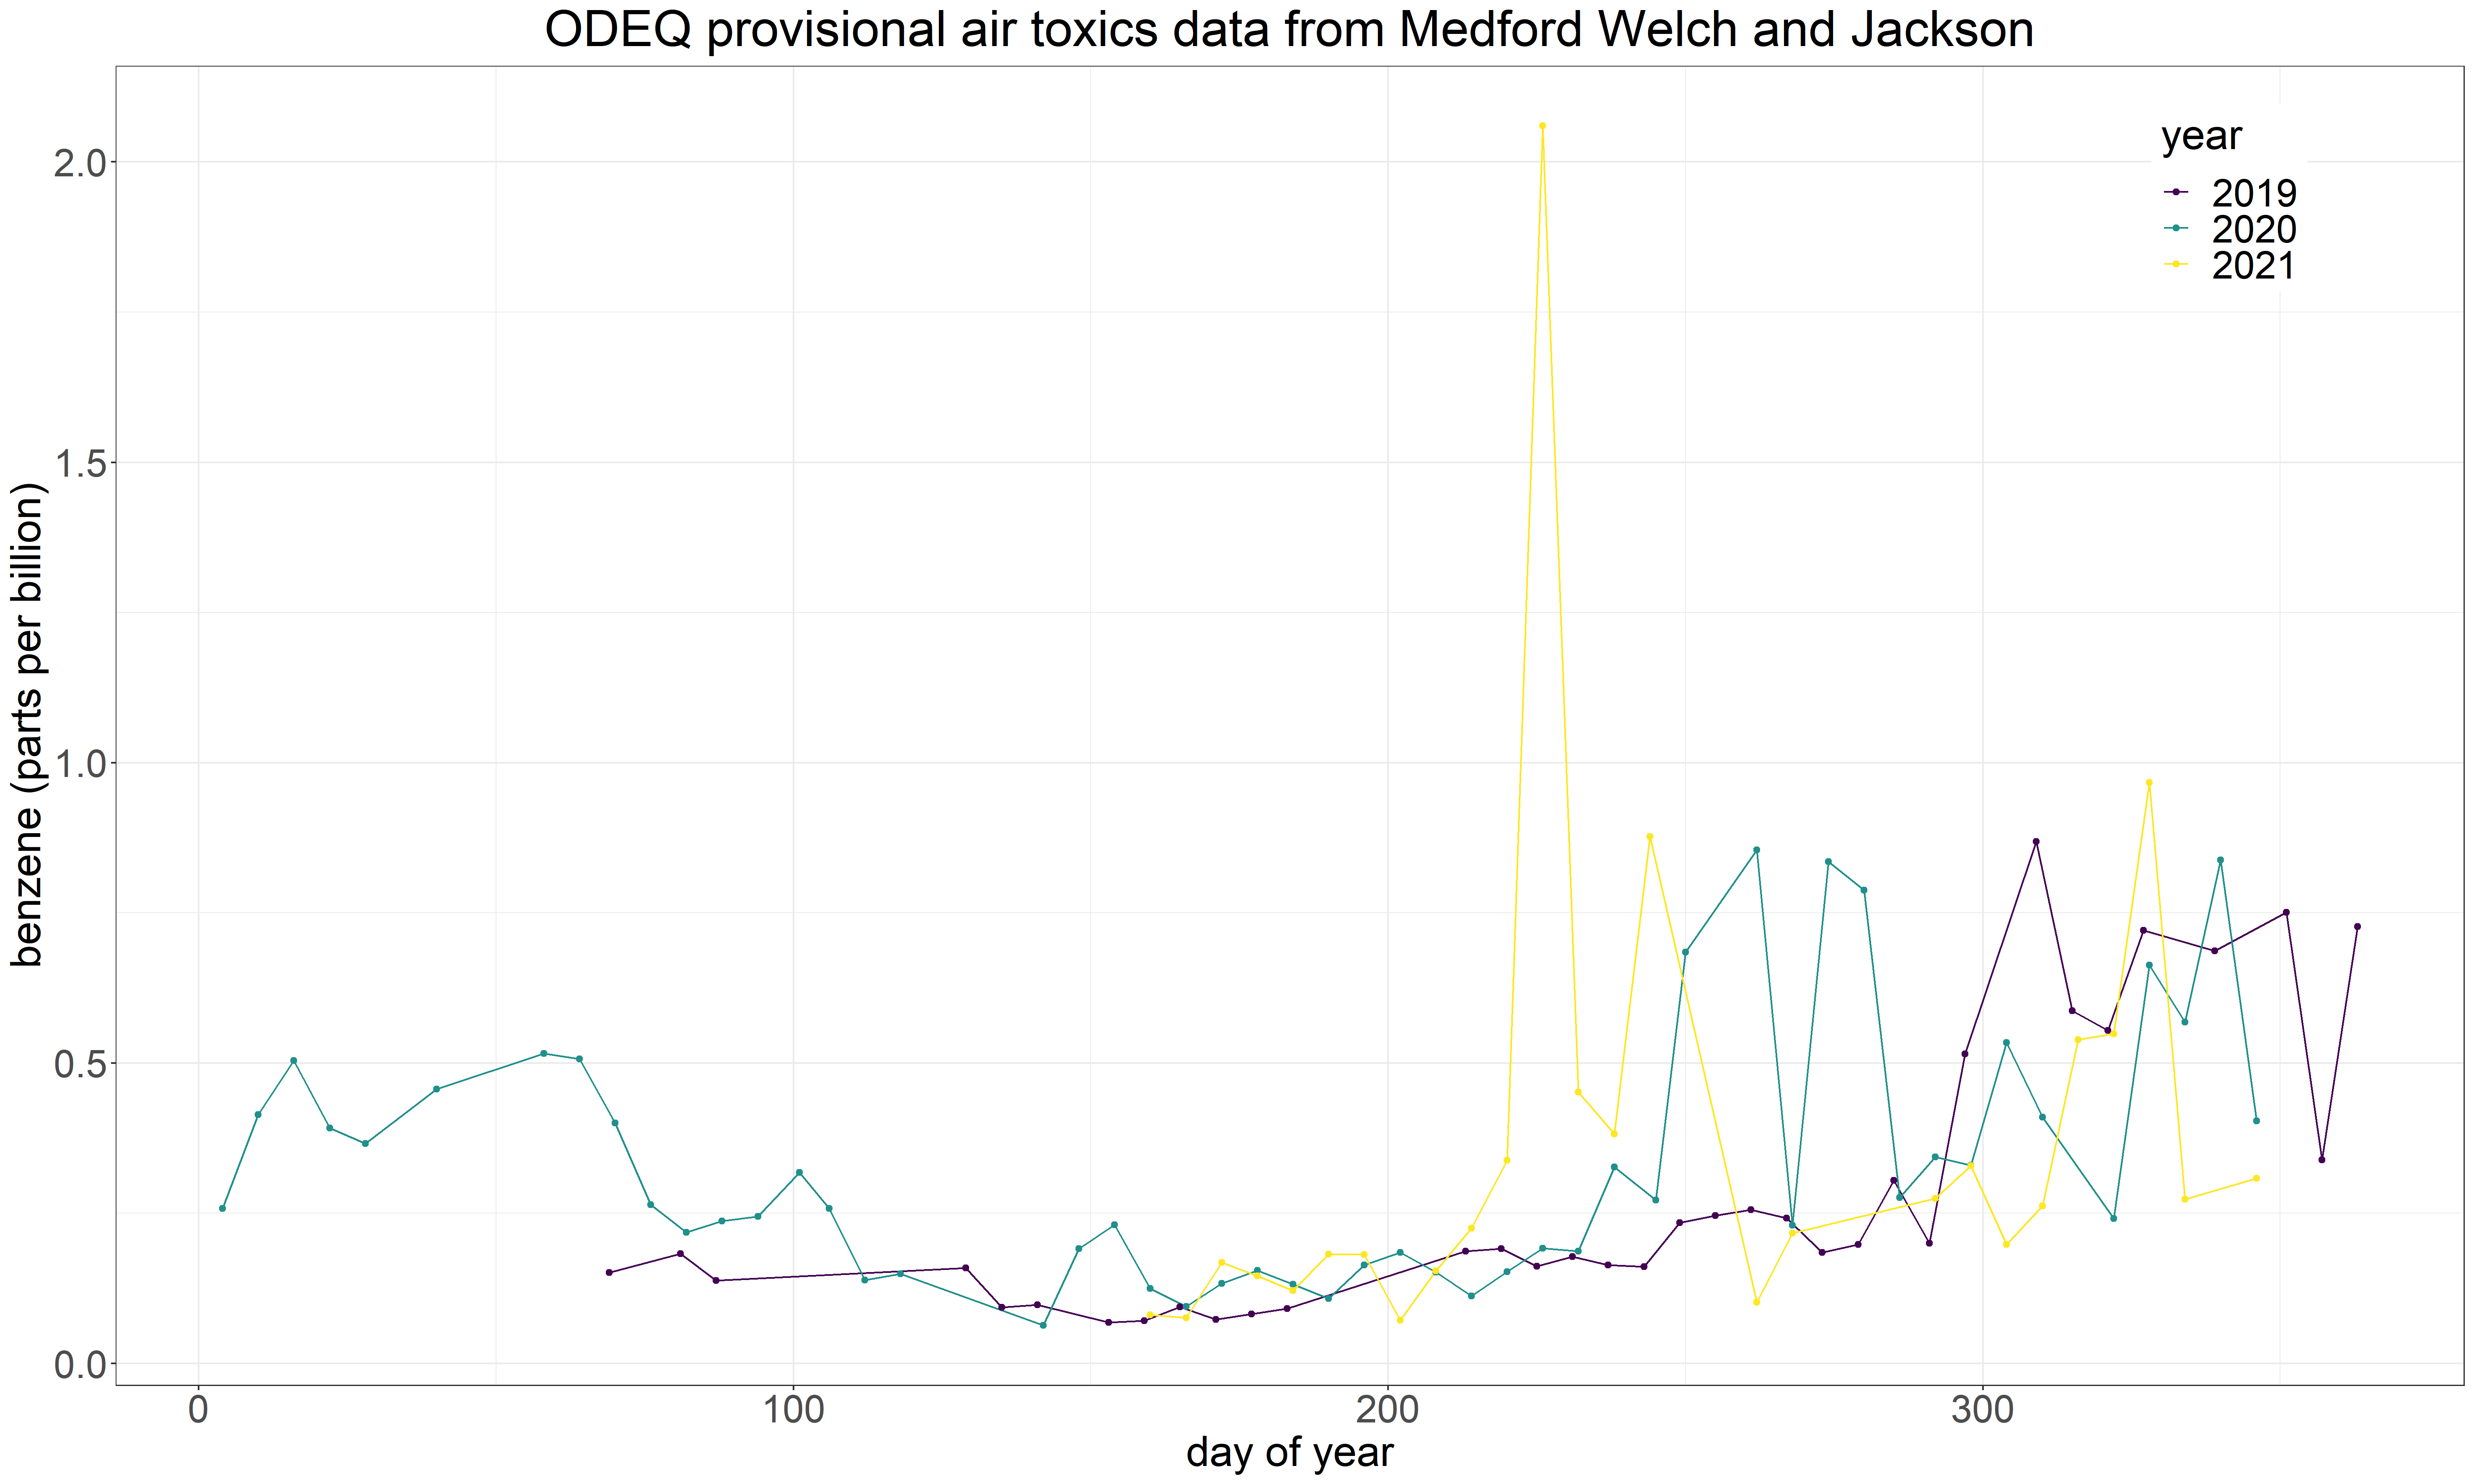 ODEQ provisional air toxics data from Medford Welch and Jackson
year
2019
2020
2021
2.0
1.5
1.0
0.5
0.0
benzene (parts per billion)
0 100 200 300
day of year